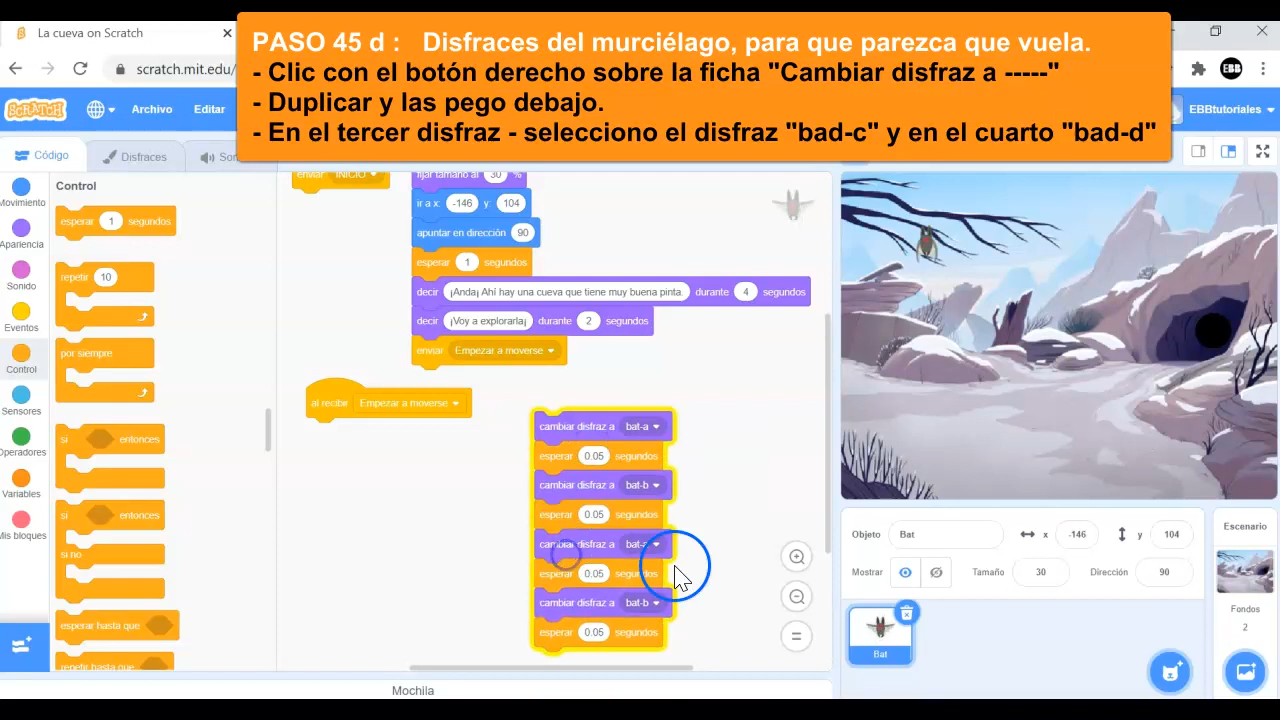 La cueva on Scratch
scratch.mit.edu/
PASO 45 d :   Disfraces del murciélago, para que parezca que vuela.
- Clic con el botón derecho sobre la ficha "Cambiar disfraz a -----"
- Duplicar y las pego debajo.
- En el tercer disfraz - selecciono el disfraz "bad-c" y en el cuarto "bad-d"
EBB
SCRATCH
Archivo
Editar
EBBtutoriales
Código
Disfraces
Movimiento
Apariencia
Sonido
Eventos
Control
Sensores
Operadores
Variables
Mis bloques
Control
esperar 1 segundos
repetir 10
por siempre
si entonces
si entonces
si no
esperar hasta que
repetir hasta que
enviar INICIO
fijar tamaño al 30 %
ir a x: -146 y: 104
apuntar en dirección 90
esperar 1 segundos
decir ¡Anda¡ Ahí hay una cueva que tiene muy buena pinta. durante 4 segundos
decir ¡Voy a explorarla¡ durante 2 segundos
enviar Empezar a moverse
al recibir Empezar a moverse
cambiar disfraz a bat-a
esperar 0.05 segundos
cambiar disfraz a bat-b
esperar 0.05 segundos
cambiar disfraz a bat-a
esperar 0.05 segundos
cambiar disfraz a bat-b
esperar 0.05 segundos
Mochila
Objeto Bat x -146 y 104
Mostrar Tamaño 30 Dirección 90
Bat
Escenario
Fondos
2